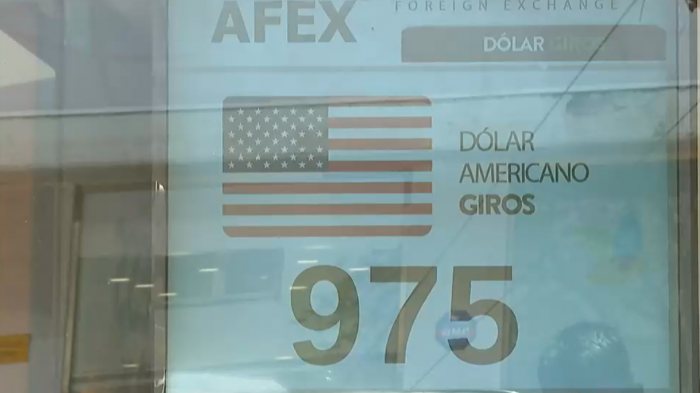 AFEX
FOREIGN EXCHANGE
DÓLAR GIROS
DÓLAR
AMERICANO
GIROS
975